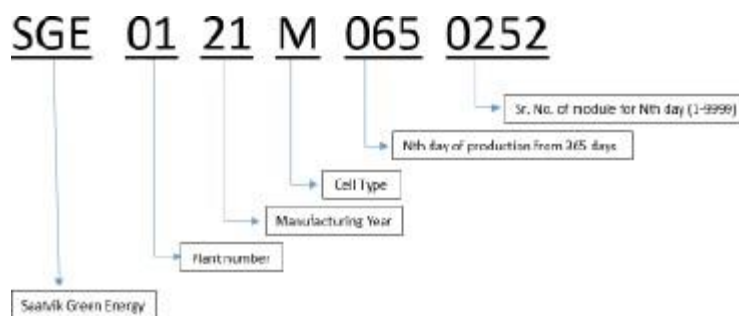 SGE 01 21 M 065 0252
Sr. No. of module for Nth day (1-9999)
Nth day of production from 365 days
Cell Type
Manufacturing Year
Plant number
Saatvik Green Energy